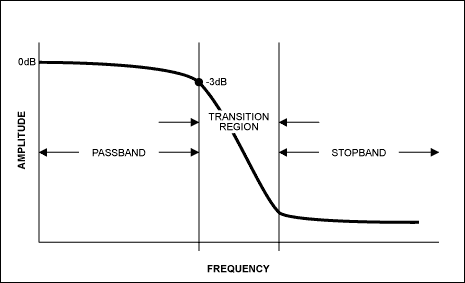 0dB
-3dB
TRANSITION
REGION
AMPLITUDE
PASSBAND
STOPBAND
FREQUENCY